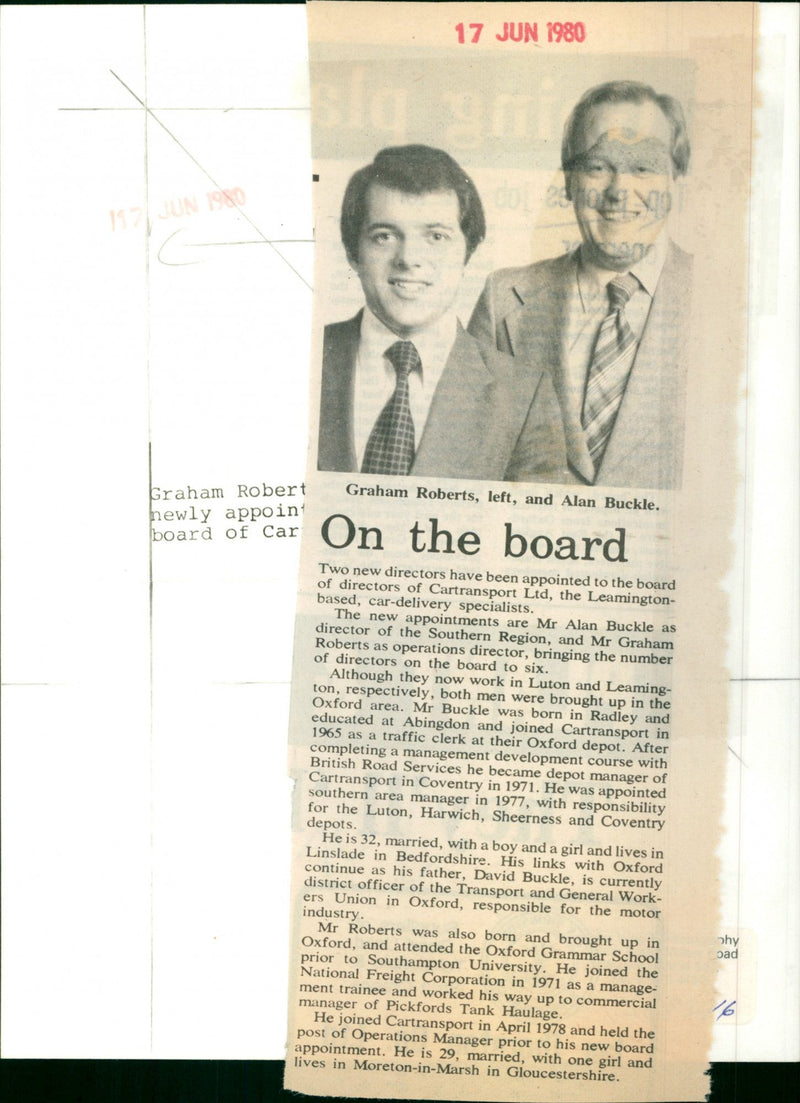 17 JUN 1980
117 JUN 1980
Graham Robert
newly appoint
board of Car
Graham Roberts, left, and Alan Buckle.
On the board
Two new directors have been appointed to the board
of directors of Cartransport Ltd, the Leamington-
based, car-delivery specialists.
The new appointments are Mr Alan Buckle as
director of the Southern Region, and Mr Graham
Roberts as operations director, bringing the number
of directors on the board to six.
Although they now work in Luton and Leaming-
ton, respectively, both men were brought up in the
Oxford area. Mr Buckle was born in Radley and
educated at Abingdon and joined Cartransport in
1965 as a traffic clerk at their Oxford depot. After
completing a management development course with
British Road Services he became depot manager of
Cartransport in Coventry in 1971. He was appointed
southern area manager in 1977, with responsibility
for the Luton, Harwich, Sheerness and Coventry
depots.
He is 32, married, with a boy and a girl and lives in
Linslade in Bedfordshire. His links with Oxford
continue as his father, David Buckle, is currently
district officer of the Transport and General Work-
ers Union in Oxford, responsible for the motor
industry.
Mr Roberts was also born and brought up in
Oxford, and attended the Oxford Grammar School
prior to Southampton University. He joined the
National Freight Corporation in 1971 as a manage-
ment trainee and worked his way up to commercial
manager of Pickfords Tank Haulage.
He joined Cartransport in April 1978 and held the
post of Operations Manager prior to his new board
appointment. He is 29, married, with one girl and
lives in Moreton-in-Marsh in Gloucestershire.
phy
oad
16